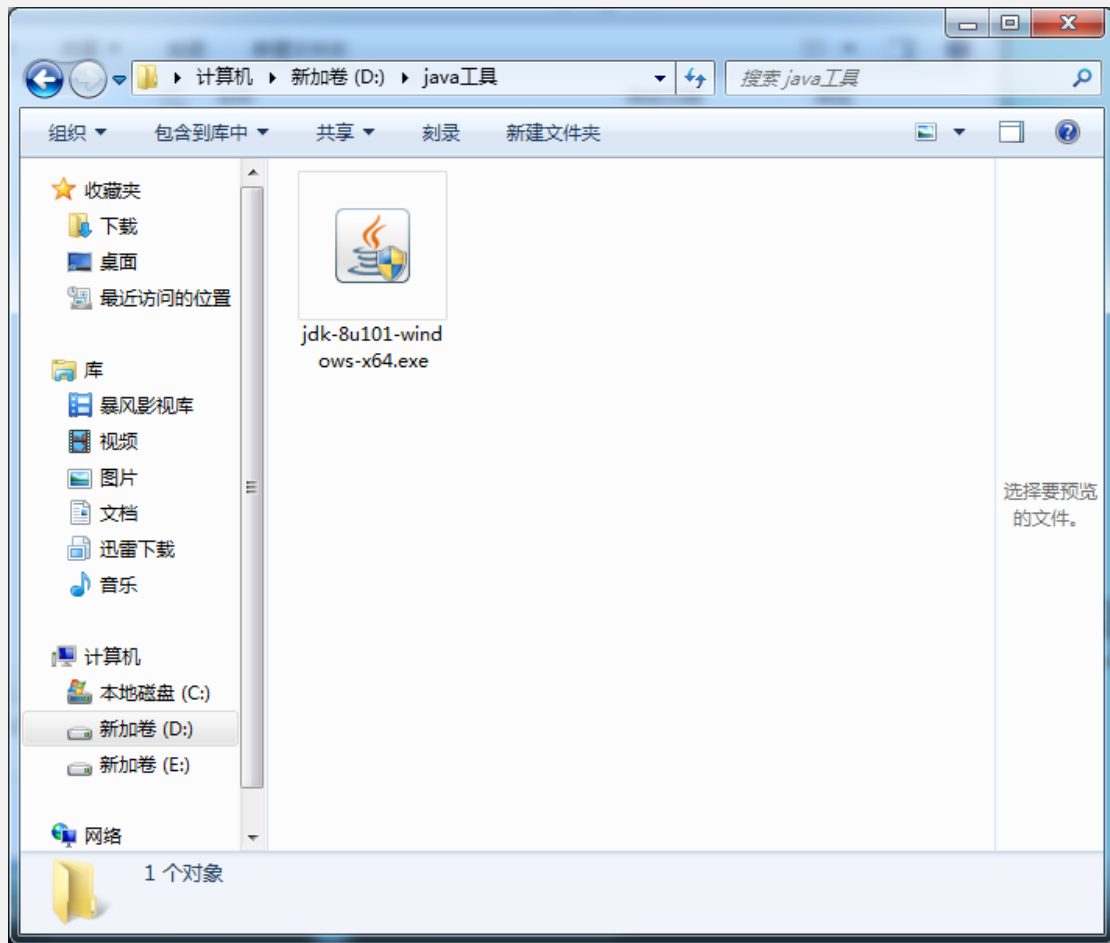 计算机 新加卷 (D:) java工具 搜索 java工具
组织 包含到库中 共享 刻录 新建文件夹
收藏夹
下载
桌面
最近访问的位置
库
暴风影视库
视频
图片
文档
迅雷下载
音乐
计算机
本地磁盘 (C:)
新加卷 (D:)
新加卷 (E:)
网络
jdk-8u101-wind
ows-x64.exe
选择要预览
的文件。
1 个对象